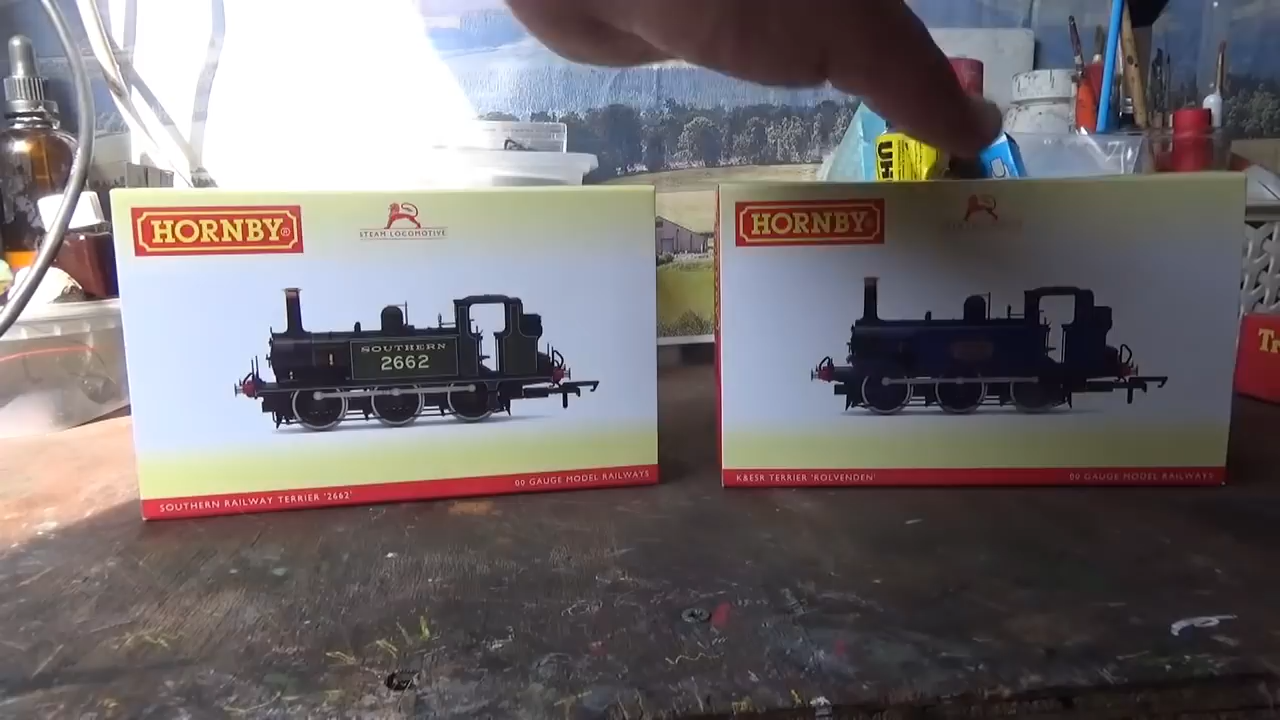 HORNBY®
STEAM LOCOMOTIVE
SOUTHERN
2662
SOUTHERN RAILWAY TERRIER '2662'
00 GAUGE MODEL RAILWAYS
HORNBY
K&ESR TERRIER 'ROLVENDEN'
00 GAUGE MODEL RAILWAYS
UHU
Tr